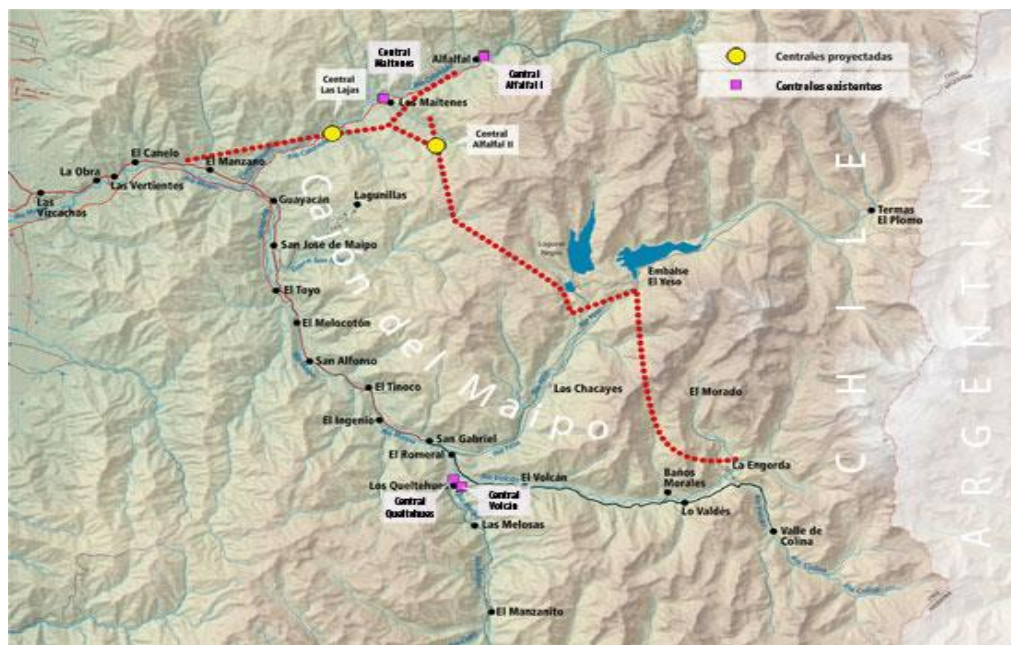 Central
Maitenes
Alfalfal
Central
Alfalfal I
Centrales proyectadas
Centrales existentes
Central
Las Lajas
Los Maitenes
Central
Alfalfal II
El Canelo
La Obra
Las Vertientes
El Manzano
Las
Vizcachas
Guayacán
Lagunillas
Termas
El Plomo
San José de Maipo
Laguna
Negra
Embalse
El Yeso
El Toyo
El Melocotón
San Alfonso
Cajón del Maipo
El Tinoco
Los Chacayes
El Morado
El Ingenio
San Gabriel
El Romeral
La Engorda
Baños
Morales
El Volcán
Los Queltehues
Central
Queltehues
Central
Volcán
Lo Valdés
Las Melosas
Valle de
Colina
El Manzanito
CHILE
ARGENTINA